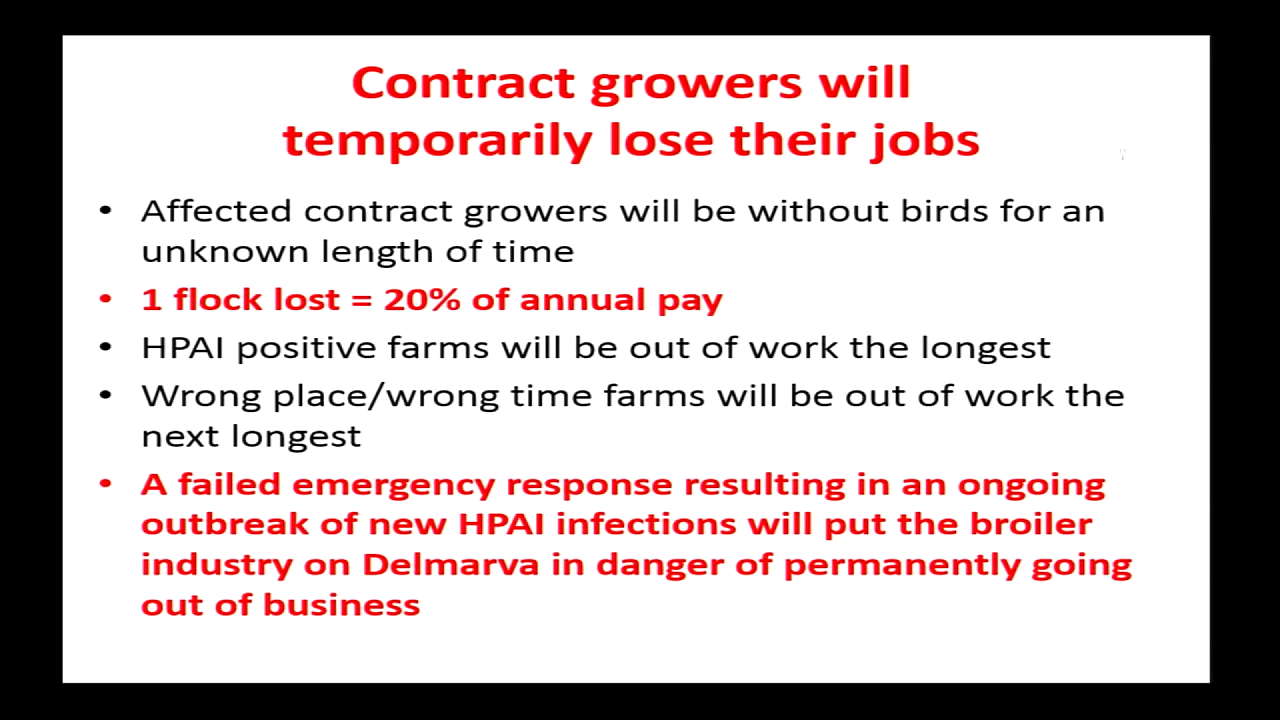 Contract growers will
temporarily lose their jobs
• Affected contract growers will be without birds for an
unknown length of time
• 1 flock lost = 20% of annual pay
• HPAI positive farms will be out of work the longest
• Wrong place/wrong time farms will be out of work the
next longest
• A failed emergency response resulting in an ongoing
outbreak of new HPAI infections will put the broiler
industry on Delmarva in danger of permanently going
out of business